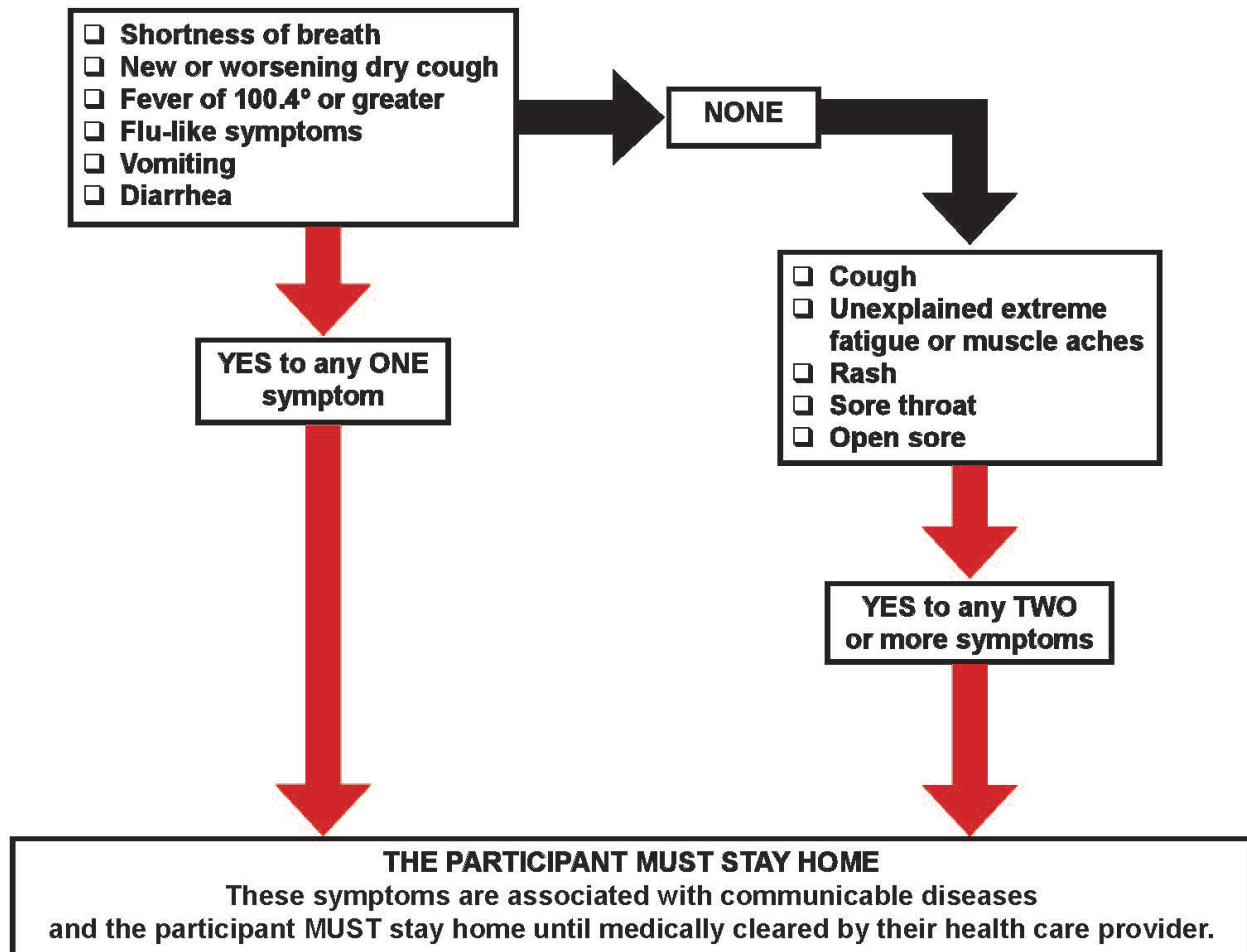 ❑ Shortness of breath
❑ New or worsening dry cough
❑ Fever of 100.4º or greater
❑ Flu-like symptoms
❑ Vomiting
❑ Diarrhea
NONE
YES to any ONE
symptom
❑ Cough
❑ Unexplained extreme
fatigue or muscle aches
❑ Rash
❑ Sore throat
❑ Open sore
YES to any TWO
or more symptoms
THE PARTICIPANT MUST STAY HOME
These symptoms are associated with communicable diseases
and the participant MUST stay home until medically cleared by their health care provider.